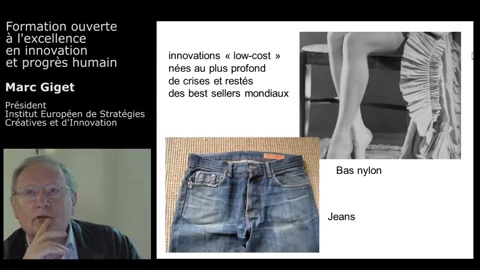 Formation ouverte
à l'excellence
en innovation
et progrès humain
Marc Giget
Président
Institut Européen de Stratégies
Créatives et d'Innovation
innovations « low-cost »
nées au plus profond
de crises et restés
des best sellers mondiaux
Bas nylon
Jeans